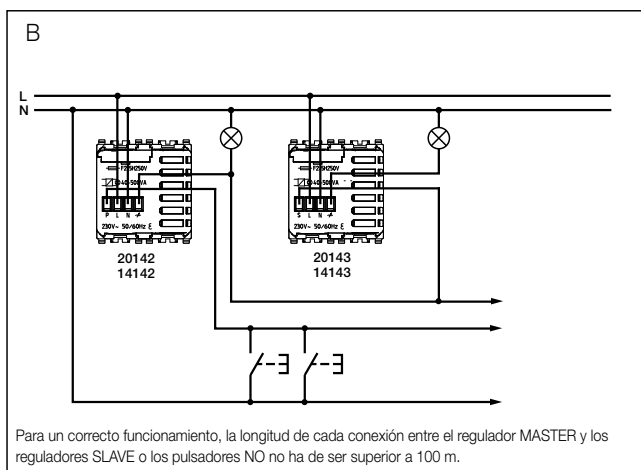 B
L
N
F2,5H250V
40-500VA
P L N
230V~ 50/60Hz
20142
14142
F2,5H250V
40-500VA
S L N
230V~ 50/60Hz
20143
14143
Para un correcto funcionamiento, la longitud de cada conexión entre el regulador MASTER y los
reguladores SLAVE o los pulsadores NO no ha de ser superior a 100 m.